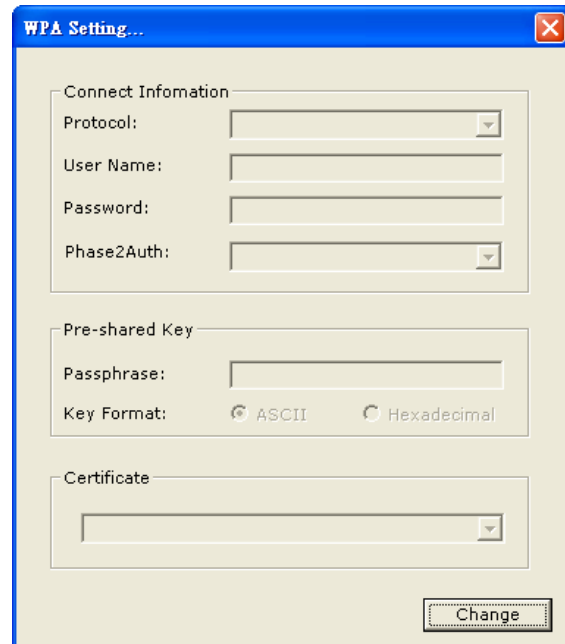 WPA Setting...
Connect Infomation
Protocol:
User Name:
Password:
Phase2Auth:
Pre-shared Key
Passphrase:
Key Format: ASCII Hexadecimal
Certificate
Change